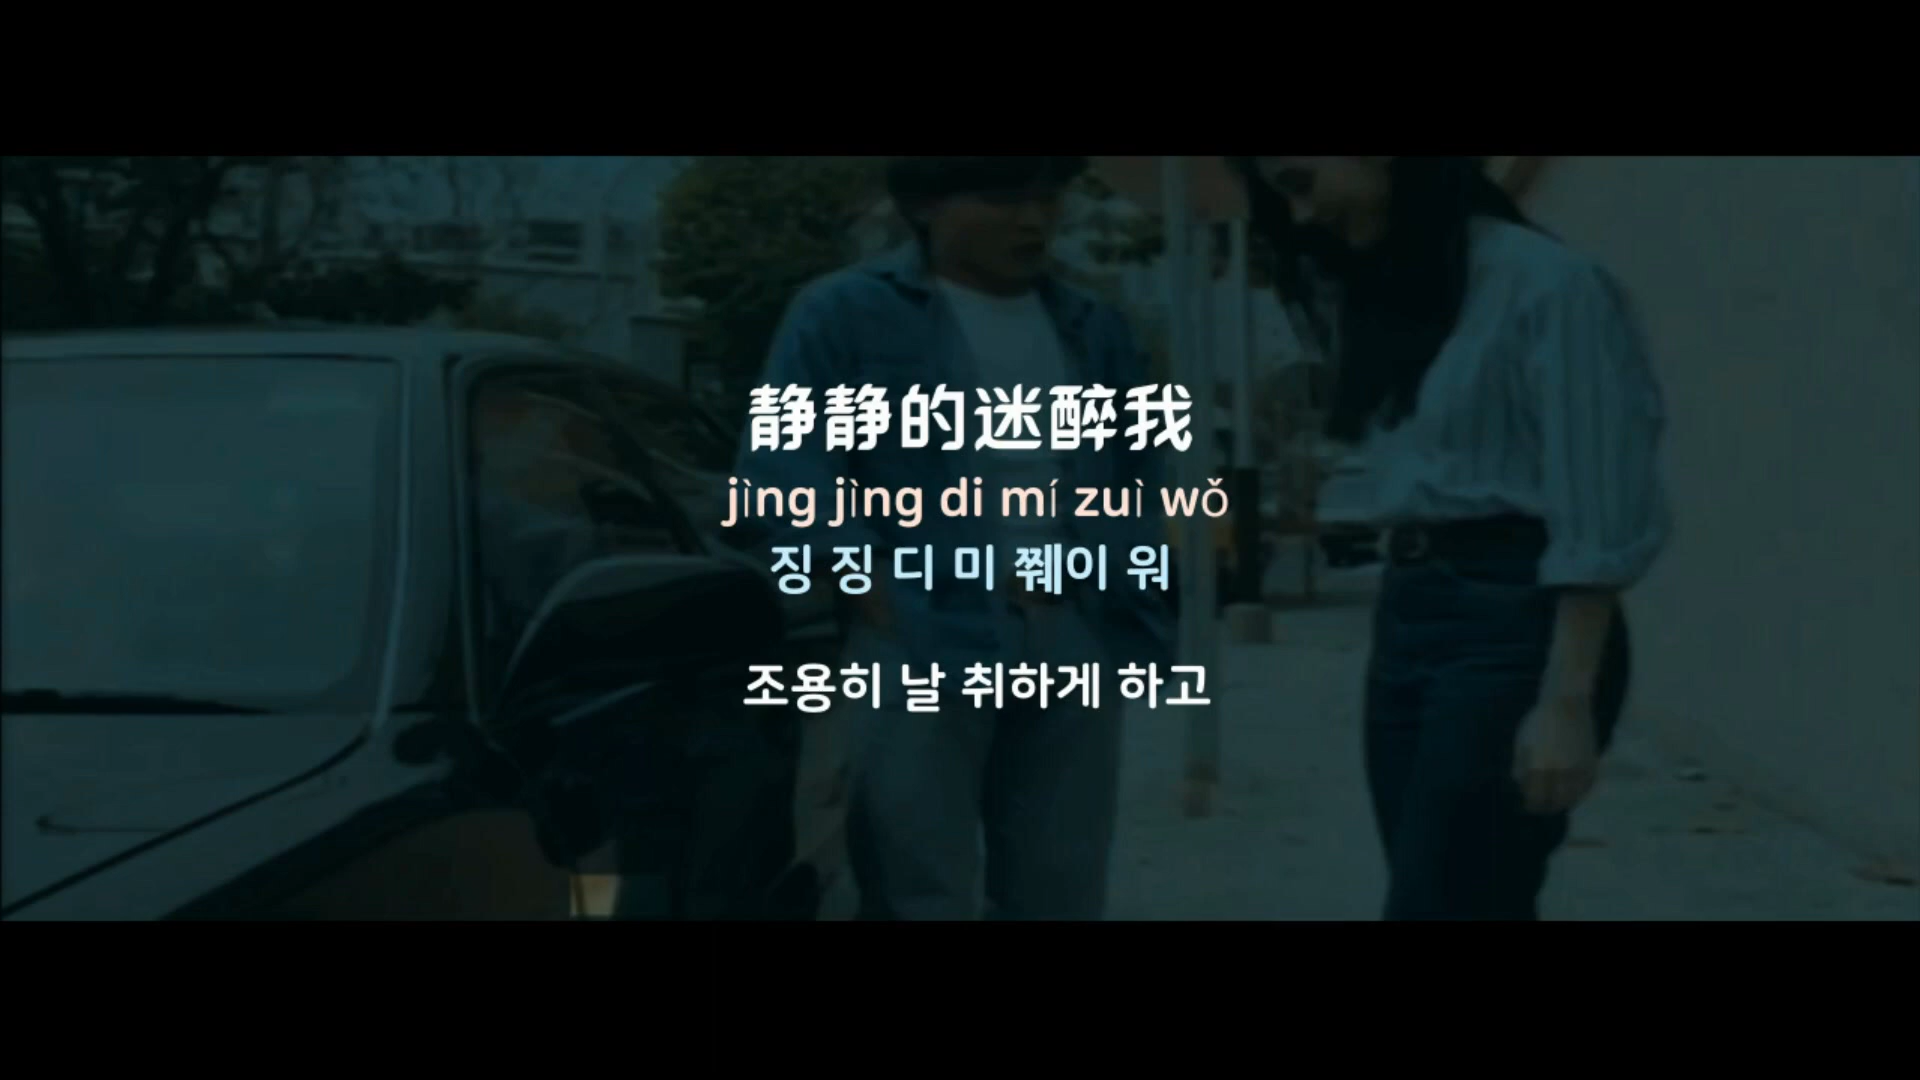 静静的迷醉我
jìng jìng di mí zuì wǒ
징 징 디 미 쮀이 워
조용히 날 취하게 하고